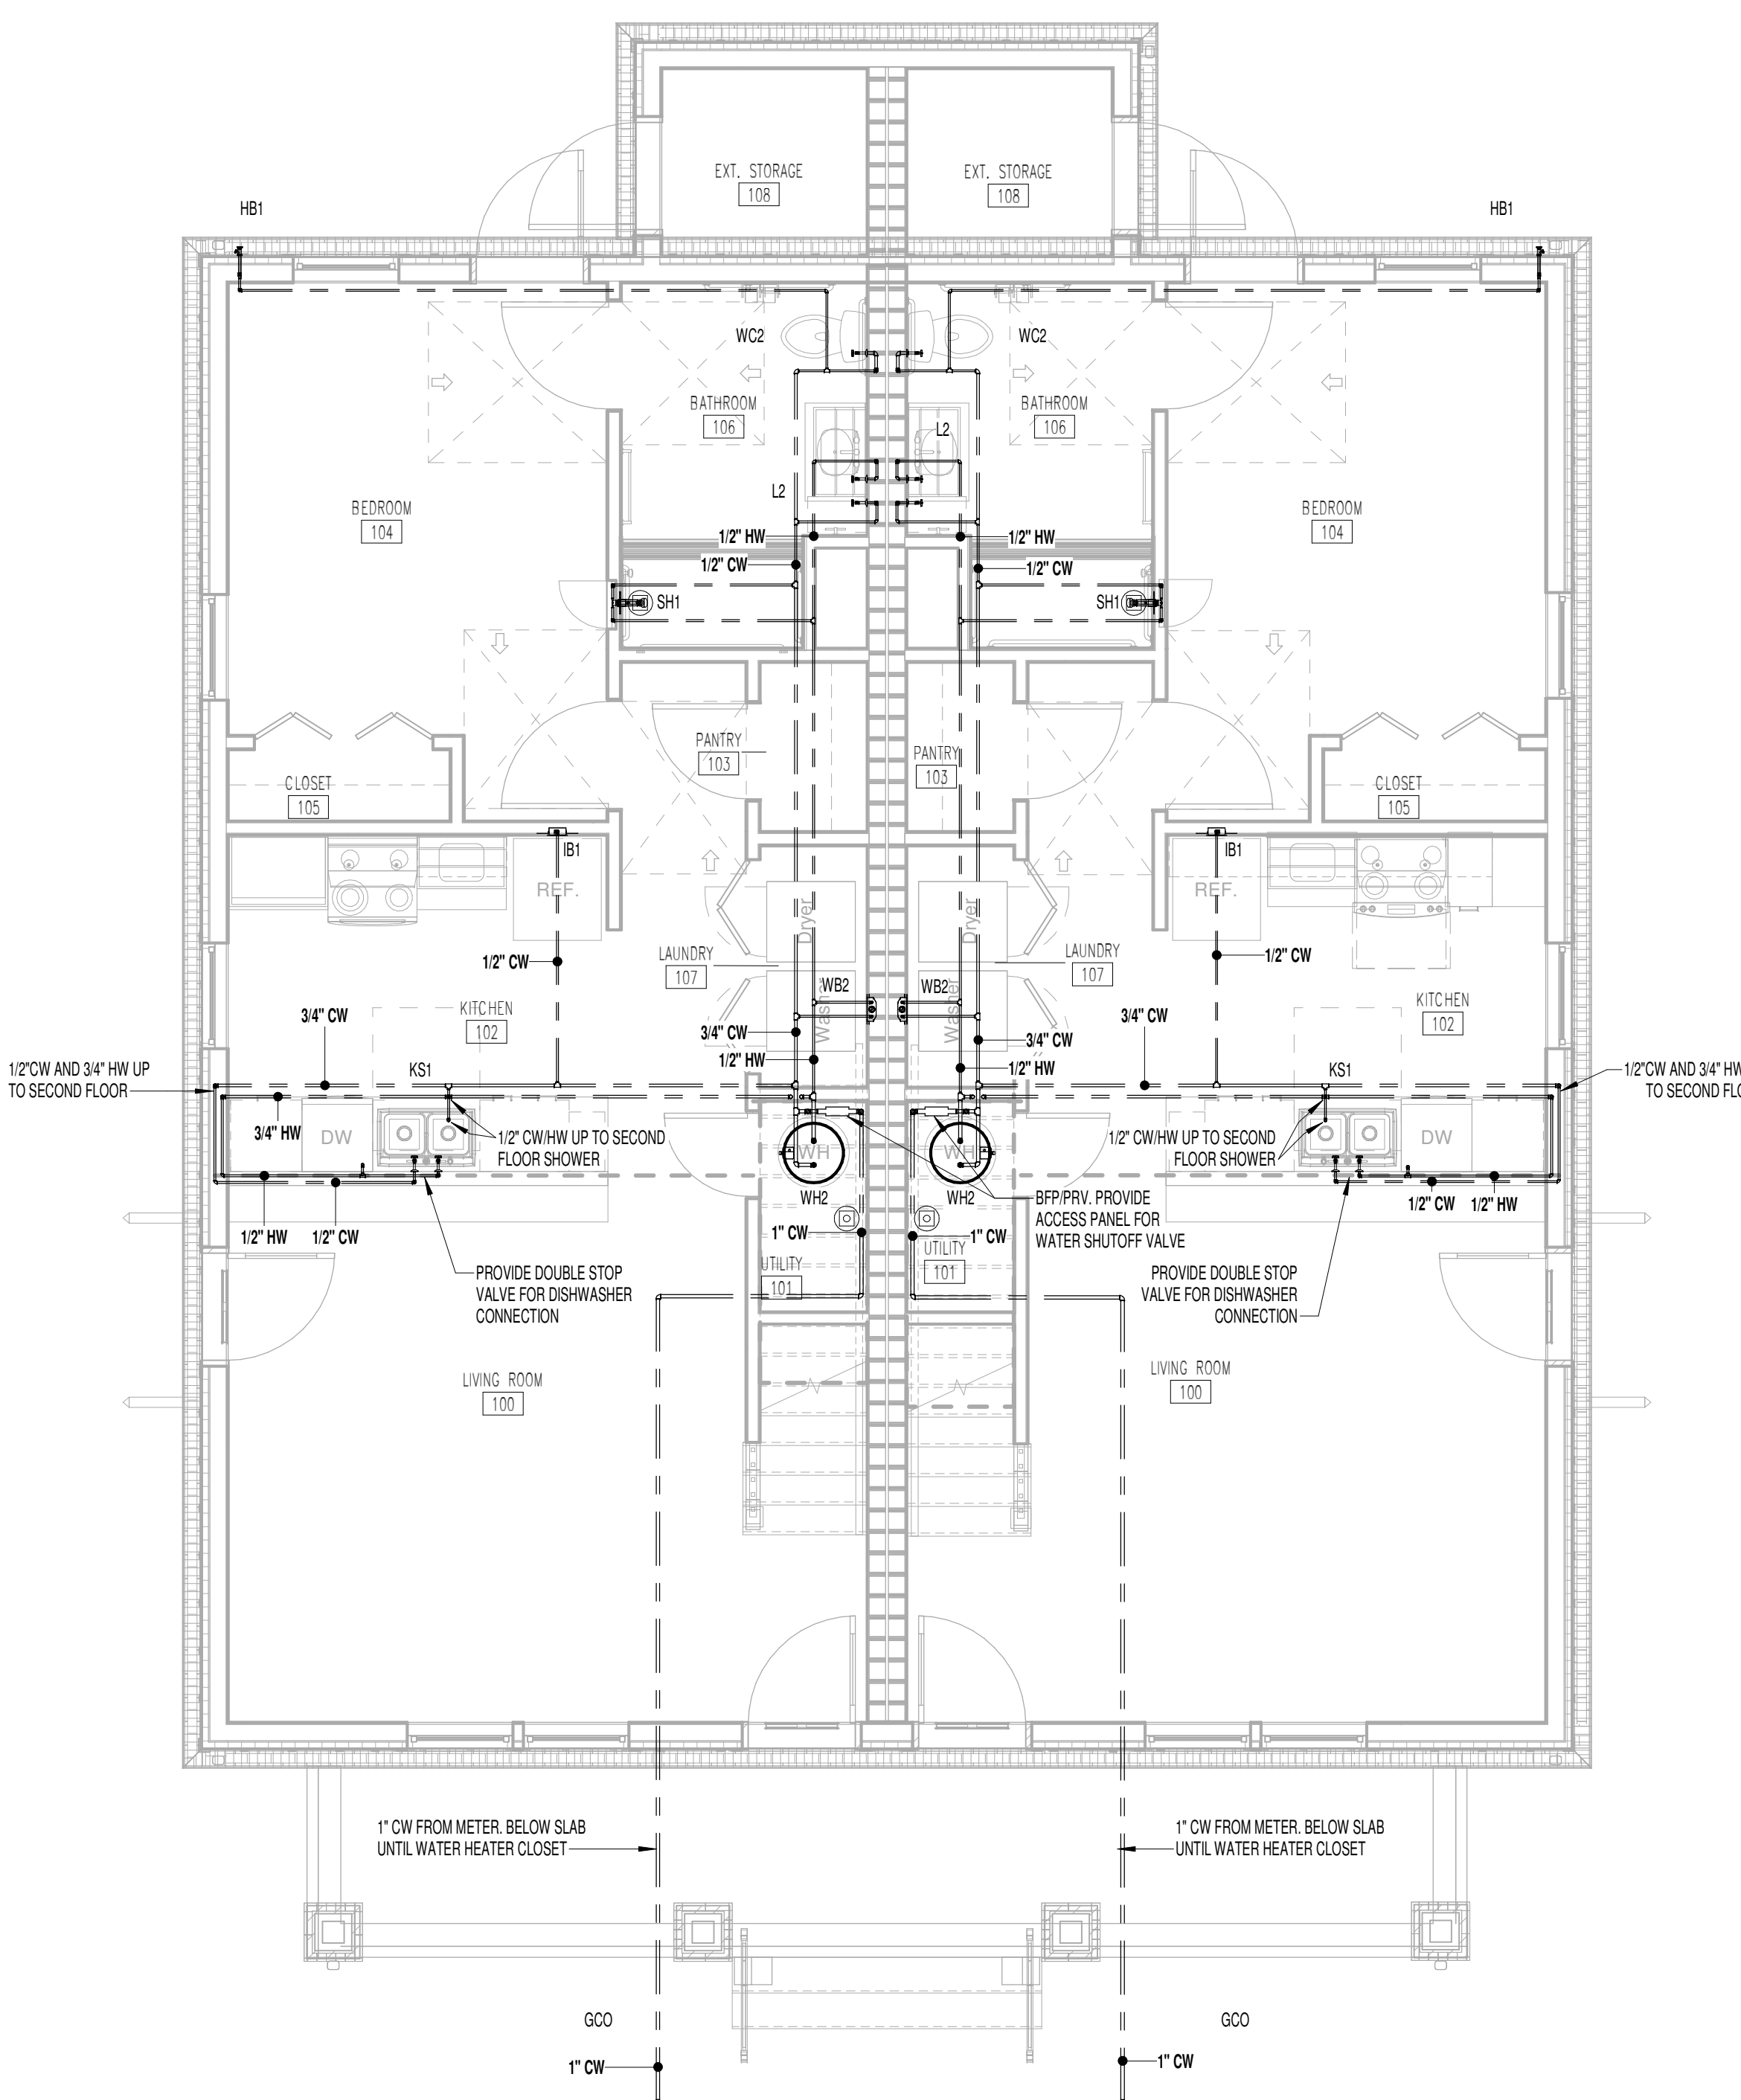 EXT. STORAGE
108
EXT. STORAGE
108
HB1
HB1
WC2
WC2
BATHROOM
106
BATHROOM
106
L2
L2
BEDROOM
104
BEDROOM
104
1/2" HW
1/2" HW
1/2" CW
1/2" CW
SH1
SH1
PANTRY
103
PANTRY
103
CLOSET
105
CLOSET
105
IB1
IB1
REF.
REF.
Dryer
Dryer
LAUNDRY
107
LAUNDRY
107
1/2" CW
1/2" CW
WB2
WB2
Washer
Washer
KITCHEN
102
KITCHEN
102
3/4" CW
3/4" CW
3/4" CW
3/4" CW
1/2" HW
1/2" HW
1/2"CW AND 3/4" HW UP
TO SECOND FLOOR
KS1
KS1
1/2"CW AND 3/4" HW
TO SECOND FLO
3/4" HW
DW
1/2" CW/HW UP TO SECOND
FLOOR SHOWER
WH
WH
1/2" CW/HW UP TO SECOND
FLOOR SHOWER
DW
WH2
WH2
BFP/PRV. PROVIDE
ACCESS PANEL FOR
WATER SHUTOFF VALVE
1/2" CW
1/2" HW
1/2" HW
1/2" CW
1" CW
1" CW
UTILITY
101
UTILITY
101
PROVIDE DOUBLE STOP
VALVE FOR DISHWASHER
CONNECTION
PROVIDE DOUBLE STOP
VALVE FOR DISHWASHER
CONNECTION
LIVING ROOM
100
LIVING ROOM
100
1" CW FROM METER. BELOW SLAB
UNTIL WATER HEATER CLOSET
1" CW FROM METER. BELOW SLAB
UNTIL WATER HEATER CLOSET
GCO
GCO
1" CW
1" CW